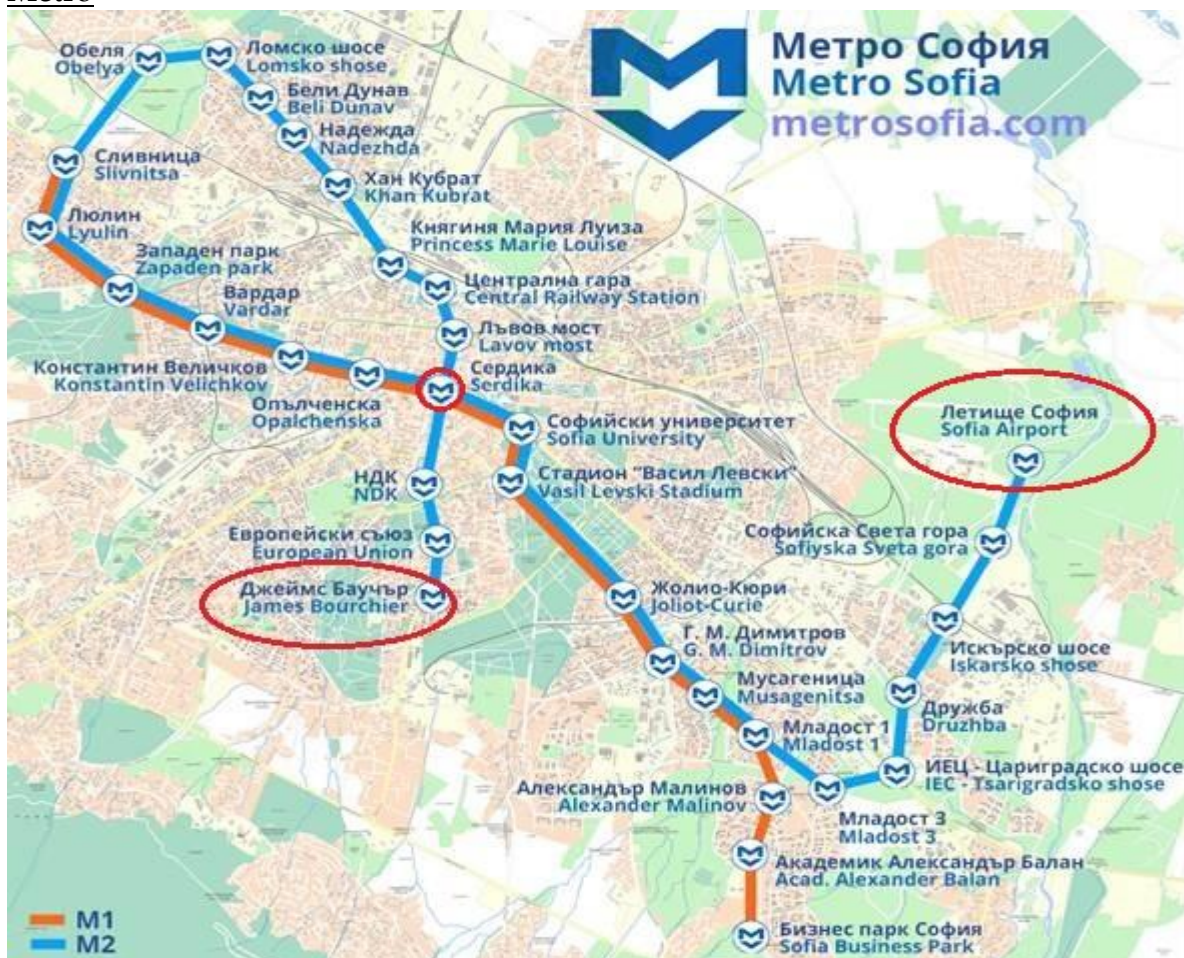 Metro
Метро София
Metro Sofia
metrosofia.com
Обеля
Obelya
Ломско шосе
Lomsko shose
Бели Дунав
Beli Dunav
Надежда
Nadezhda
Сливница
Slivnitsa
Хан Кубрат
Khan Kubrat
Люлин
Lyulin
Княгиня Мария Луиза
Princess Marie Louise
Западен парк
Zapaden park
Централна гара
Central Railway Station
Вардар
Vardar
Лъвов мост
Lavov most
Константин Величков
Konstantin Velichkov
Сердика
Serdika
Опълченска
Opalchenska
Летище София
Sofia Airport
Софийски университет
Sofia University
НДК
NDK
Стадион "Васил Левски"
Vasil Levski Stadium
Европейски съюз
European Union
Софийска Света гора
Sofiyska Sveta gora
Джеймс Баучър
James Bourchier
Жолио-Кюри
Joliot-Curie
Г. М. Димитров
G. M. Dimitrov
Искърско шосе
Iskarsko shose
Мусагеница
Musagenitsa
Дружба
Druzhba
Младост 1
Mladost 1
ИЕЦ - Цариградско шосе
IEC - Tsarigradsko shose
Александър Малинов
Alexander Malinov
Младост 3
Mladost 3
Академик Александър Балан
Acad. Alexander Balan
Бизнес парк София
Sofia Business Park
M1
M2